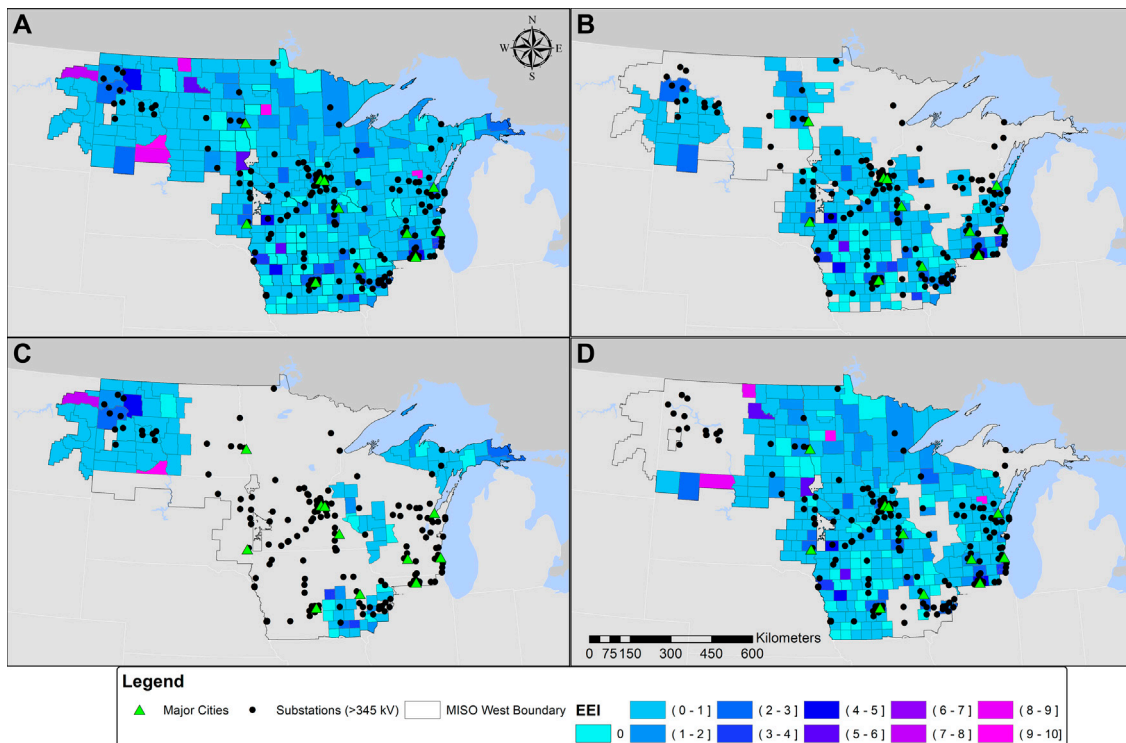 A
N
W E
S
B
C
D
Kilometers
0 75 150 300 450 600
Legend
Major Cities Substations (>345 kV) MISO West Boundary EEI
0 ( 0 - 1 ] ( 2 - 3 ] ( 4 - 5 ] ( 6 - 7 ] ( 8 - 9 ]
( 1 - 2 ] ( 3 - 4 ] ( 5 - 6 ] ( 7 - 8 ] ( 9 - 10]